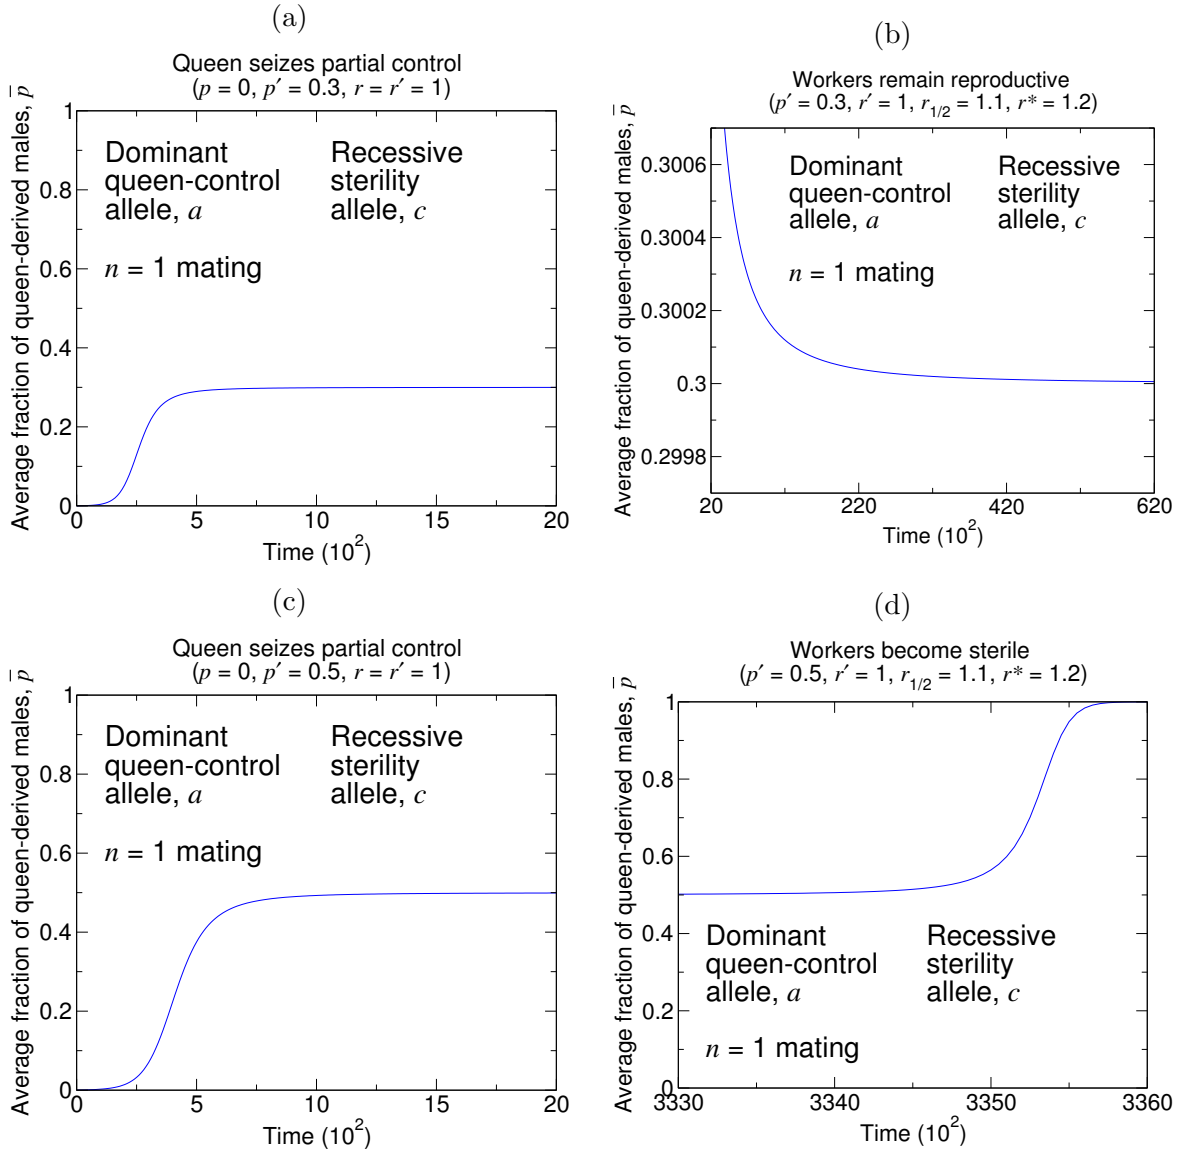 (a)
Queen seizes partial control
(p = 0, p′ = 0.3, r = r′ = 1)
Average fraction of queen-derived males, p̅
1
0.8
0.6
0.4
0.2
0
Dominant
queen-control
allele, a
Recessive
sterility
allele, c
n = 1 mating
0 5 10 15 20
Time (10²)
(b)
Workers remain reproductive
(p′ = 0.3, r′ = 1, r₁/₂ = 1.1, r* = 1.2)
Average fraction of queen-derived males, p̅
0.3006
0.3004
0.3002
0.3
0.2998
Dominant
queen-control
allele, a
Recessive
sterility
allele, c
n = 1 mating
20 220 420 620
Time (10²)
(c)
Queen seizes partial control
(p = 0, p′ = 0.5, r = r′ = 1)
Average fraction of queen-derived males, p̅
1
0.8
0.6
0.4
0.2
0
Dominant
queen-control
allele, a
Recessive
sterility
allele, c
n = 1 mating
0 5 10 15 20
Time (10²)
(d)
Workers become sterile
(p′ = 0.5, r′ = 1, r₁/₂ = 1.1, r* = 1.2)
Average fraction of queen-derived males, p̅
1
0.8
0.6
0.4
0.2
0
Dominant
queen-control
allele, a
Recessive
sterility
allele, c
n = 1 mating
3330 3340 3350 3360
Time (10²)